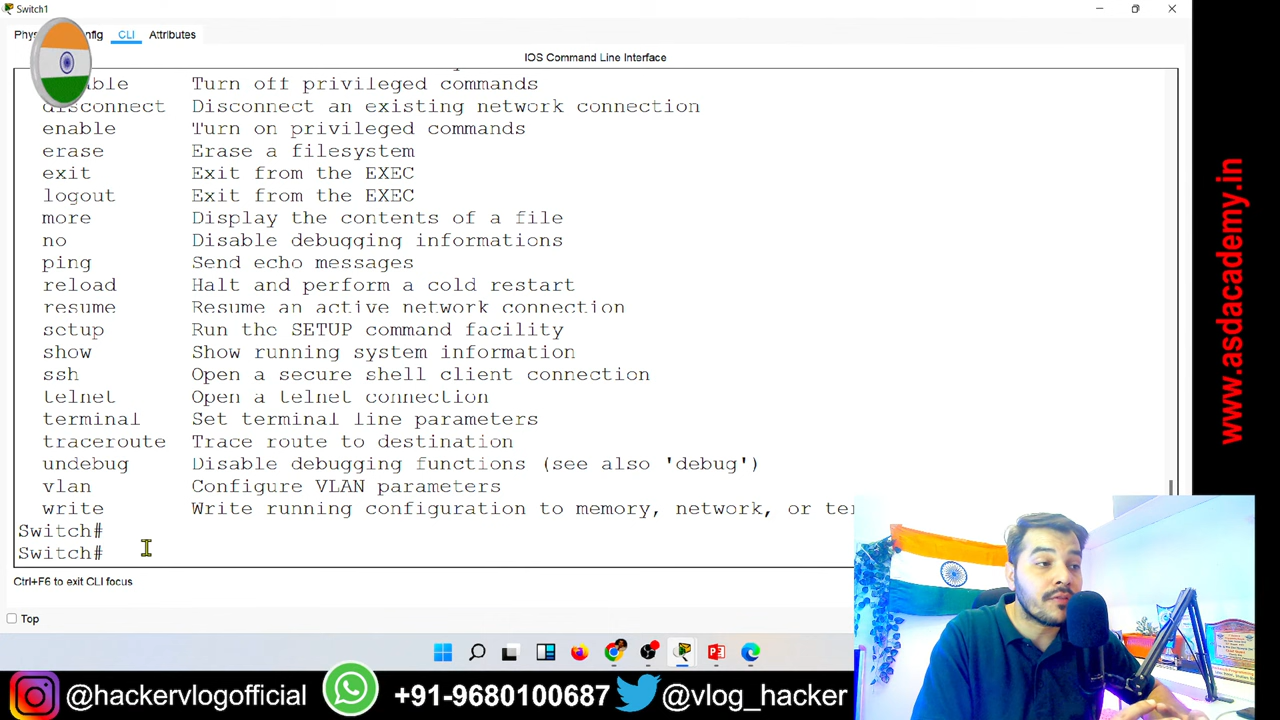 Switch1
Config CLI Attributes
IOS Command Line Interface
Turn off privileged commands
disconnect Disconnect an existing network connection
enable Turn on privileged commands
erase Erase a filesystem
exit Exit from the EXEC
logout Exit from the EXEC
more Display the contents of a file
no Disable debugging informations
ping Send echo messages
reload Halt and perform a cold restart
resume Resume an active network connection
setup Run the SETUP command facility
show Show running system information
ssh Open a secure shell client connection
telnet Open a telnet connection
terminal Set terminal line parameters
traceroute Trace route to destination
undebug Disable debugging functions (see also 'debug')
vlan Configure VLAN parameters
write Write running configuration to memory, network, or ter
Switch#
Switch#
Ctrl+F6 to exit CLI focus
Top
www.asdacademy.in
@hackervlogofficial +91-9680100687 @vlog_hacker